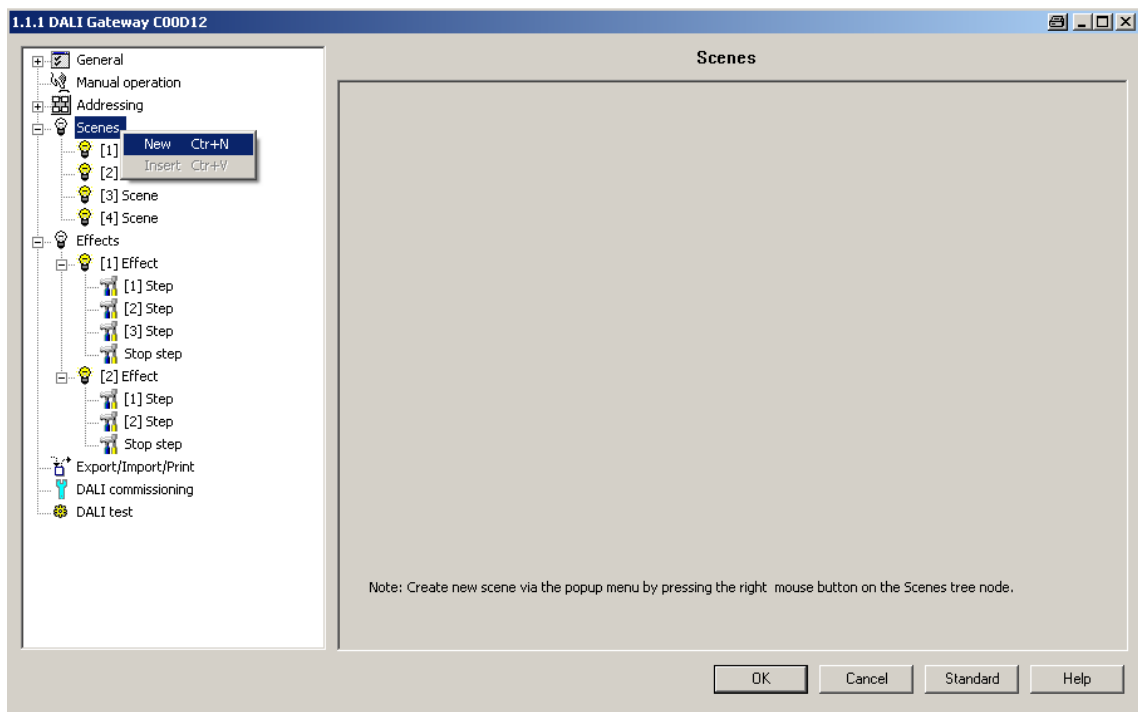 1.1.1 DALI Gateway C00D12
General
Manual operation
Addressing
Scenes
[1]
[2]
[3] Scene
[4] Scene
New Ctr+N
Insert Ctr+V
Effects
[1] Effect
[1] Step
[2] Step
[3] Step
Stop step
[2] Effect
[1] Step
[2] Step
Stop step
Export/Import/Print
DALI commissioning
DALI test
Scenes
Note: Create new scene via the popup menu by pressing the right mouse button on the Scenes tree node.
OK
Cancel
Standard
Help